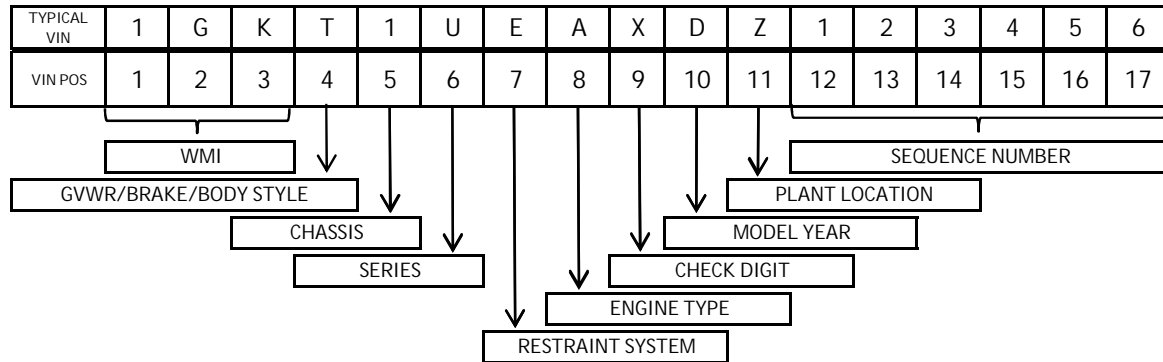 TYPICAL VIN 1 G K T 1 U E A X D Z 1 2 3 4 5 6
VIN POS 1 2 3 4 5 6 7 8 9 10 11 12 13 14 15 16 17
WMI SEQUENCE NUMBER
GVWR/BRAKE/BODY STYLE PLANT LOCATION
CHASSIS MODEL YEAR
SERIES CHECK DIGIT
ENGINE TYPE
RESTRAINT SYSTEM